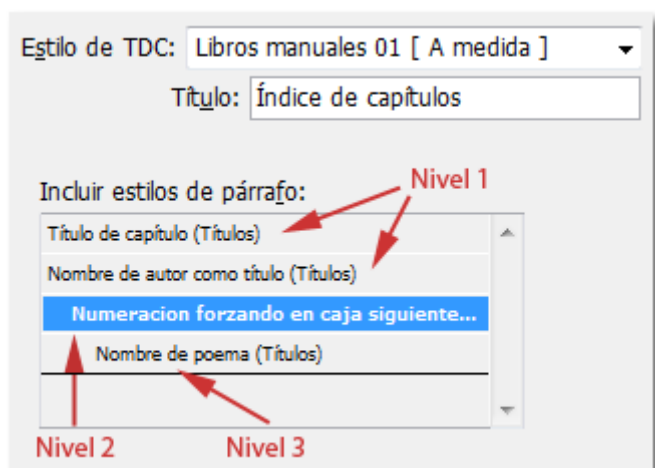 Estilo de TDC: Libros manuales 01 [ A medida ]
Título: Índice de capítulos
Incluir estilos de párrafo:
Nivel 1
Título de capítulo (Títulos)
Nombre de autor como título (Títulos)
Numeracion forzando en caja siguiente...
Nombre de poema (Títulos)
Nivel 2
Nivel 3